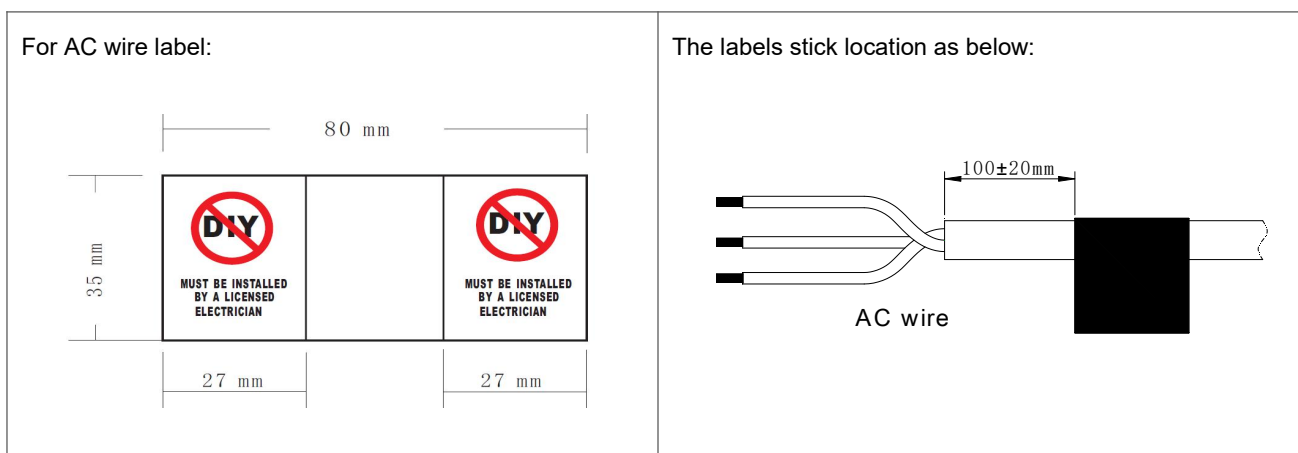 For AC wire label:
80 mm
35 mm
DIY
MUST BE INSTALLED
BY A LICENSED
ELECTRICIAN
DIY
MUST BE INSTALLED
BY A LICENSED
ELECTRICIAN
27 mm
27 mm
The labels stick location as below:
100±20mm
AC wire